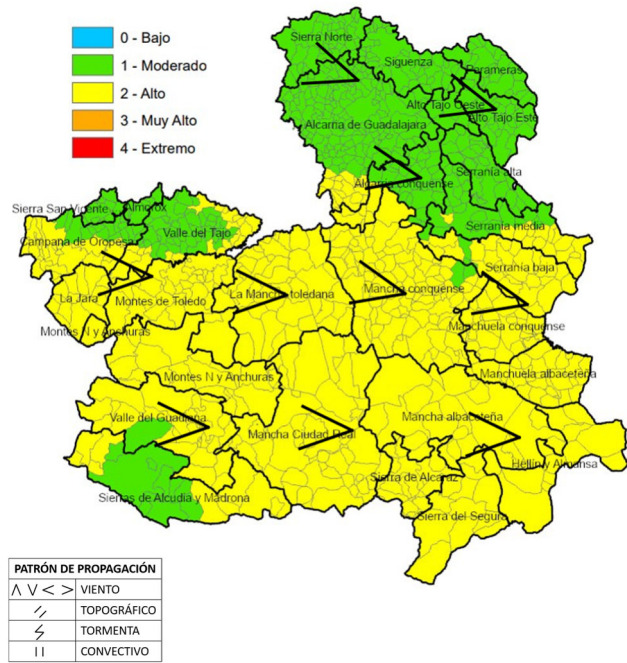 0 - Bajo
1 - Moderado
2 - Alto
3 - Muy Alto
4 - Extremo
Sierra Norte
Siguenza
Parameras
Alto Tajo Oeste
Alto Tajo Este
Alcarria de Guadalajara
Serranía alta
Alcarria conquense
Serranía media
Sierra San Vicente
Almorox
Valle del Tajo
Campana de Oropesa
Serranía baja
La Jara
Montes de Toledo
La Mancha toledana
Mancha conquense
Montes N y Anchuras
Manchuela conquense
Montes N y Anchuras
Manchuela albaceteña
Valle del Guadiana
Mancha Ciudad Real
Mancha albaceteña
Hellín y Almansa
Sierra de Alcaraz
Sierras de Alcudia y Madrona
Sierra del Segura
PATRÓN DE PROPAGACIÓN
VIENTO
TOPOGRÁFICO
TORMENTA
CONVECTIVO